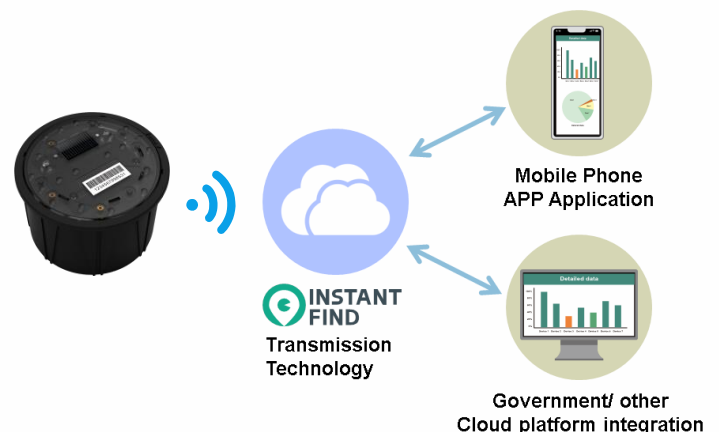 Mobile Phone
APP Application
INSTANT
FIND
Transmission
Technology
Detailed data
Government/ other
Cloud platform integration